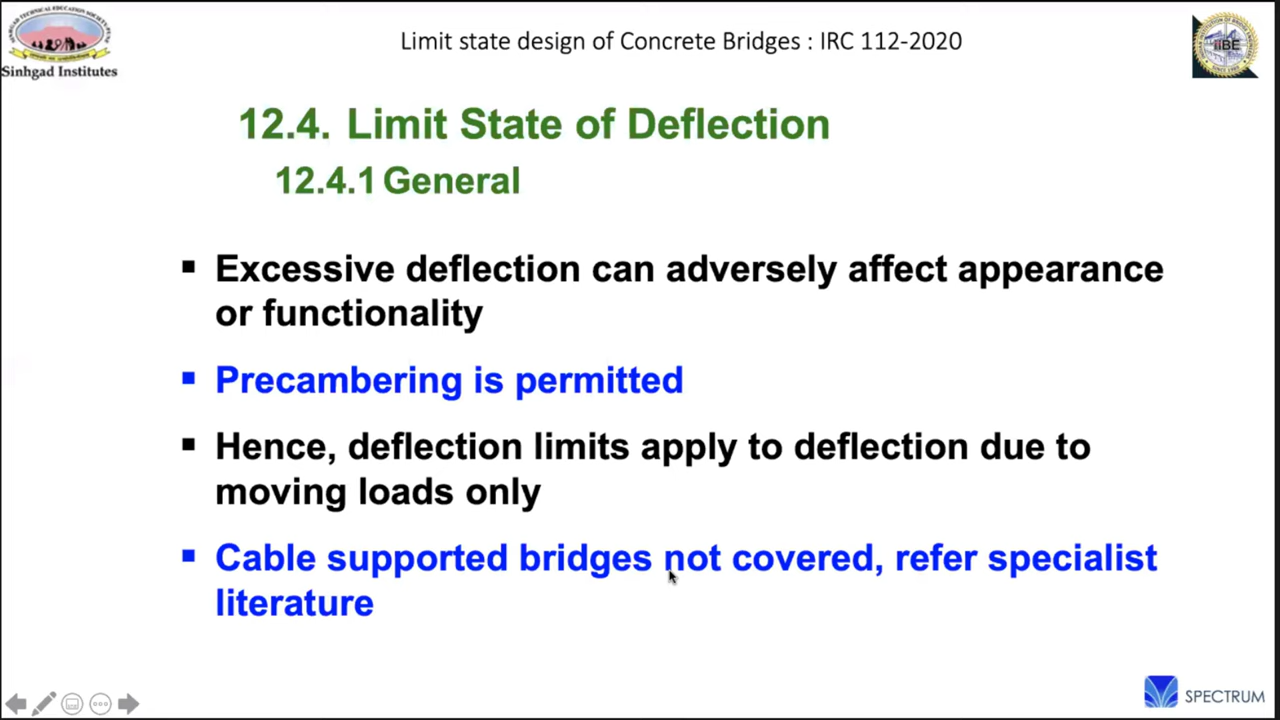 Limit state design of Concrete Bridges : IRC 112-2020
Sinhgad Institutes
iIBE
12.4. Limit State of Deflection
12.4.1 General
▪ Excessive deflection can adversely affect appearance
or functionality
▪ Precambering is permitted
▪ Hence, deflection limits apply to deflection due to
moving loads only
▪ Cable supported bridges not covered, refer specialist
literature
SPECTRUM